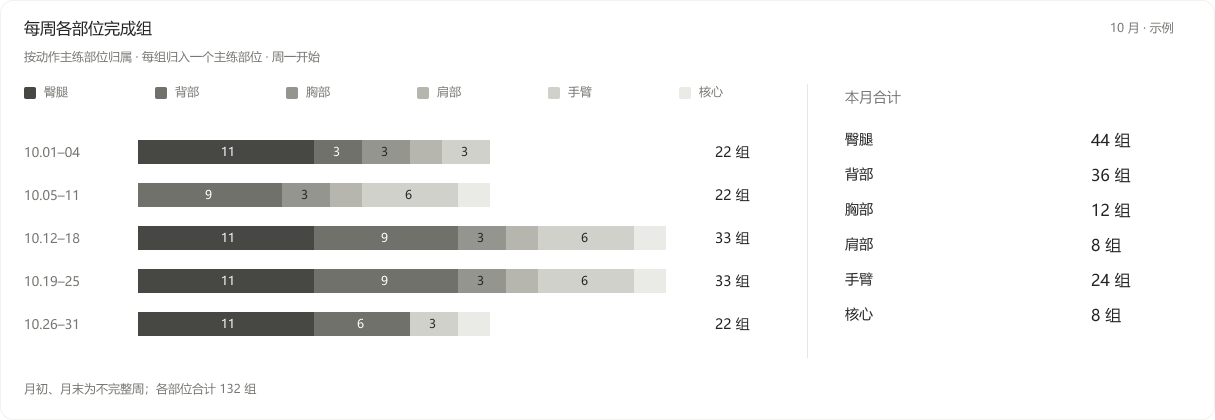 每周各部位完成组
10 月 · 示例
按动作主练部位归属 · 每组归入一个主练部位 · 周一开始
臀腿 背部 胸部 肩部 手臂 核心
10.01–04 11 3 3 3 22 组
10.05–11 9 3 6 22 组
10.12–18 11 9 3 6 33 组
10.19–25 11 9 3 6 33 组
10.26–31 11 6 3 22 组
本月合计
臀腿 44 组
背部 36 组
胸部 12 组
肩部 8 组
手臂 24 组
核心 8 组
月初、月末为不完整周；各部位合计 132 组